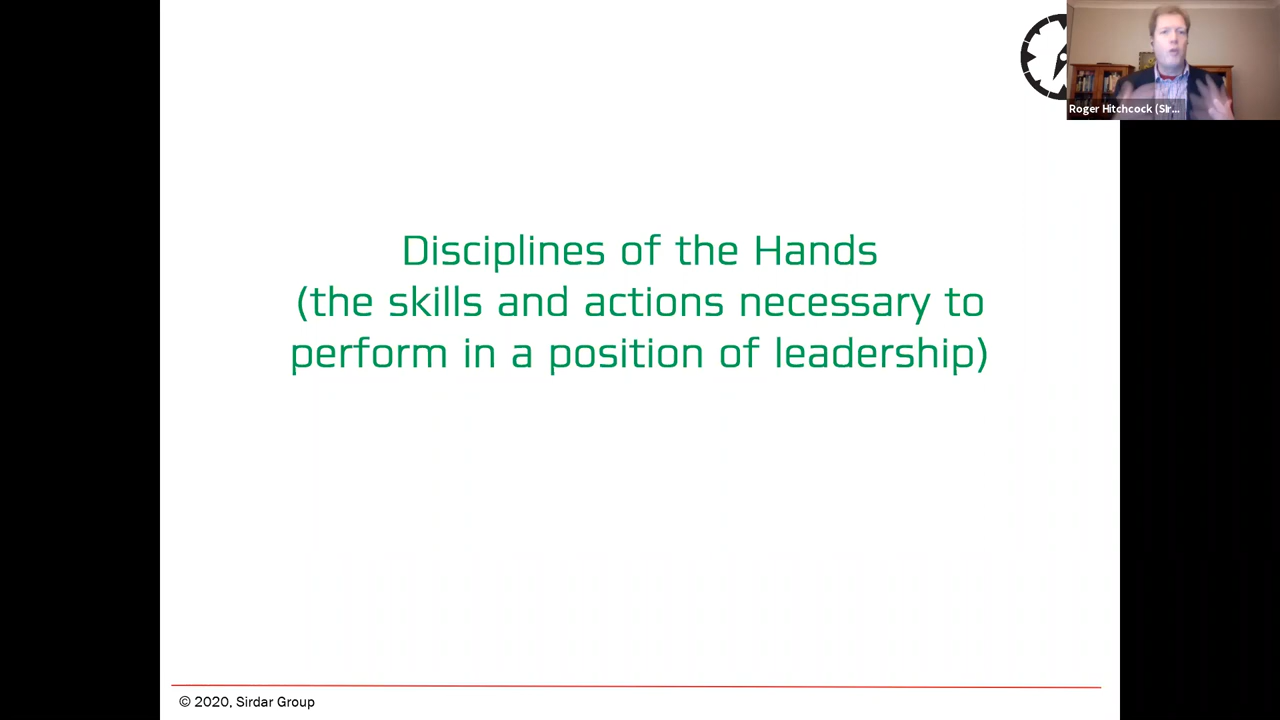 Roger Hitchcock (Sir...
Disciplines of the Hands
(the skills and actions necessary to
perform in a position of leadership)
© 2020, Sirdar Group